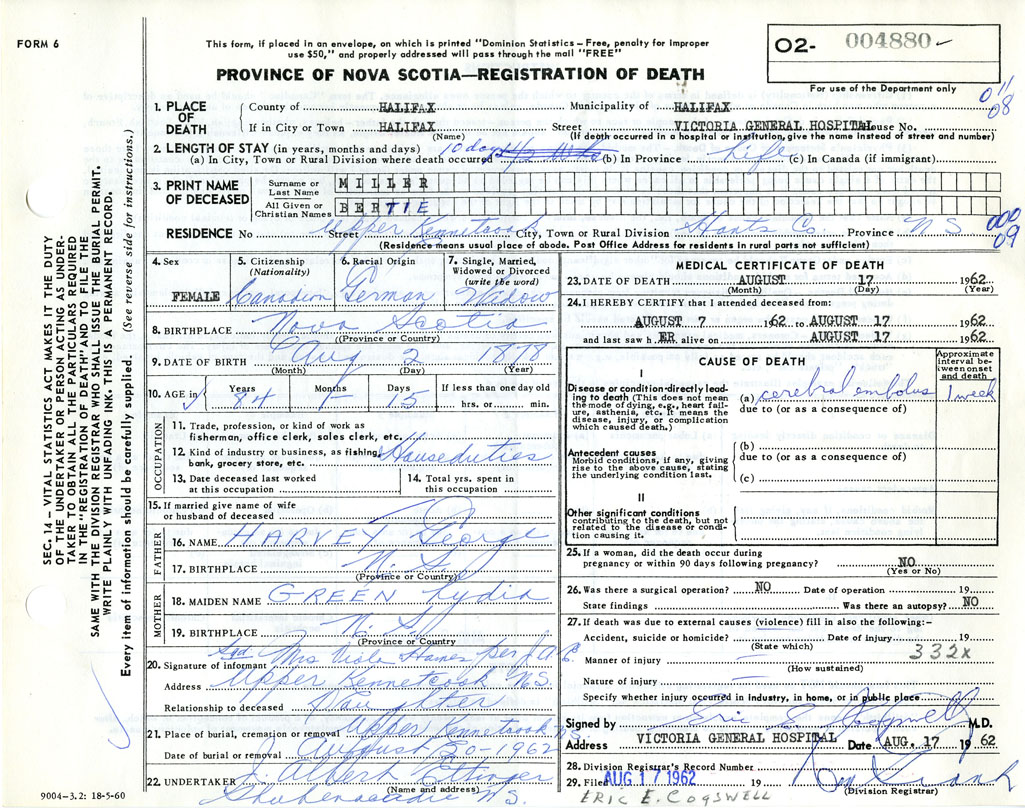 FORM 6
This form, if placed in an envelope, on which is printed "Dominion Statistics – Free, penalty for improper
use $50," and properly addressed will pass through the mail "FREE"
PROVINCE OF NOVA SCOTIA—REGISTRATION OF DEATH
O2- 004880
For use of the Department only
011
08
1. PLACE OF DEATH { County of HALIFAX Municipality of HALIFAX
If in City or Town HALIFAX (Name) Street VICTORIA GENERAL HOSPITAL House No.
(If death occurred in a hospital or institution, give the name instead of street and number)
2. LENGTH OF STAY (in years, months and days)
(a) In City, Town or Rural Division where death occurred 10 days (b) In Province Life (c) In Canada (if immigrant)
3. PRINT NAME OF DECEASED
Surname or Last Name MILLER
All Given or Christian Names BERTIE
RESIDENCE No Street Upper Kennetcook City, Town or Rural Division Hants Co. Province N S
000
09
(Residence means usual place of abode. Post Office Address for residents in rural parts not sufficient)
4. Sex FEMALE
5. Citizenship (Nationality) Canadian
6. Racial Origin German
7. Single, Married, Widowed or Divorced (write the word) Widow
8. BIRTHPLACE Nova Scotia
(Province or Country)
9. DATE OF BIRTH Aug 2 1878
(Month) (Day) (Year)
10. AGE in { Years 84 Months – Days 15 If less than one day old hrs. or min.
OCCUPATION
11. Trade, profession, or kind of work as
fisherman, office clerk, sales clerk, etc.
12. Kind of industry or business, as fishing,
bank, grocery store, etc. Houseduties
13. Date deceased last worked at this occupation
14. Total yrs. spent in this occupation
15. If married give name of wife
or husband of deceased
FATHER
16. NAME HARVEY George
17. BIRTHPLACE N. S.
(Province or Country)
MOTHER
18. MAIDEN NAME GREEN Lydia
19. BIRTHPLACE N. S.
(Province or Country
20. Signature of informant Sgd Mrs Viola Hames per
Address Upper Kennetcook N.S.
Relationship to deceased Daughter
21. Place of burial, cremation or removal Upper Kennetcook N.S.
Date of burial or removal August 20-1962
22. UNDERTAKER Albert Ettinger
(Name and address)
Shubenacadie N.S.
9004-3.2: 18-5-60
SEC. 14 – VITAL STATISTICS ACT MAKES IT THE DUTY
OF THE UNDERTAKER OR PERSON ACTING AS UNDER-
TAKER TO OBTAIN ALL THE PARTICULARS REQUIRED
IN THE "REGISTRATION OF DEATH" AND TO FILE THE
SAME WITH THE DIVISION REGISTRAR WHO SHALL ISSUE THE BURIAL PERMIT.
WRITE PLAINLY WITH UNFADING INK. THIS IS A PERMANENT RECORD.
Every item of information should be carefully supplied. (See reverse side for instructions.)
MEDICAL CERTIFICATE OF DEATH
23. DATE OF DEATH AUGUST 17 1962
(Month) (Day) (Year)
24. I HEREBY CERTIFY that I attended deceased from:
AUGUST 7 1962 to AUGUST 17 1962
and last saw h ER alive on AUGUST 17 1962
CAUSE OF DEATH
Approximate interval between onset and death
I
Disease or condition directly lead-
ing to death (This does not mean
the mode of dying, e.g., heart failure,
asthenia, etc. It means the
disease, injury, or complication
which caused death.)
(a) cerebral embolus 1 week
due to (or as a consequence of)
Antecedent causes
Morbid conditions, if any, giving
rise to the above cause, stating
the underlying condition last.
(b)
due to (or as a consequence of)
(c)
II
Other significant conditions
contributing to the death, but not
related to the disease or condi-
tion causing it.
25. If a woman, did the death occur during
pregnancy or within 90 days following pregnancy? NO
(Yes or No)
26. Was there a surgical operation? NO Date of operation 19
State findings Was there an autopsy? NO
27. If death was due to external causes (violence) fill in also the following:–
Accident, suicide or homicide? Date of injury 19
(State which)
332x
Manner of injury
(How sustained)
Nature of injury
Specify whether injury occurred in industry, in home, or in public place
Signed by Eric E. Cogswell M.D.
Address VICTORIA GENERAL HOSPITAL Date AUG. 17 1962
28. Division Registrar's Record Number
29. Filed AUG 17 1962 19
(Division Registrar)
ERIC E. COGSWELL